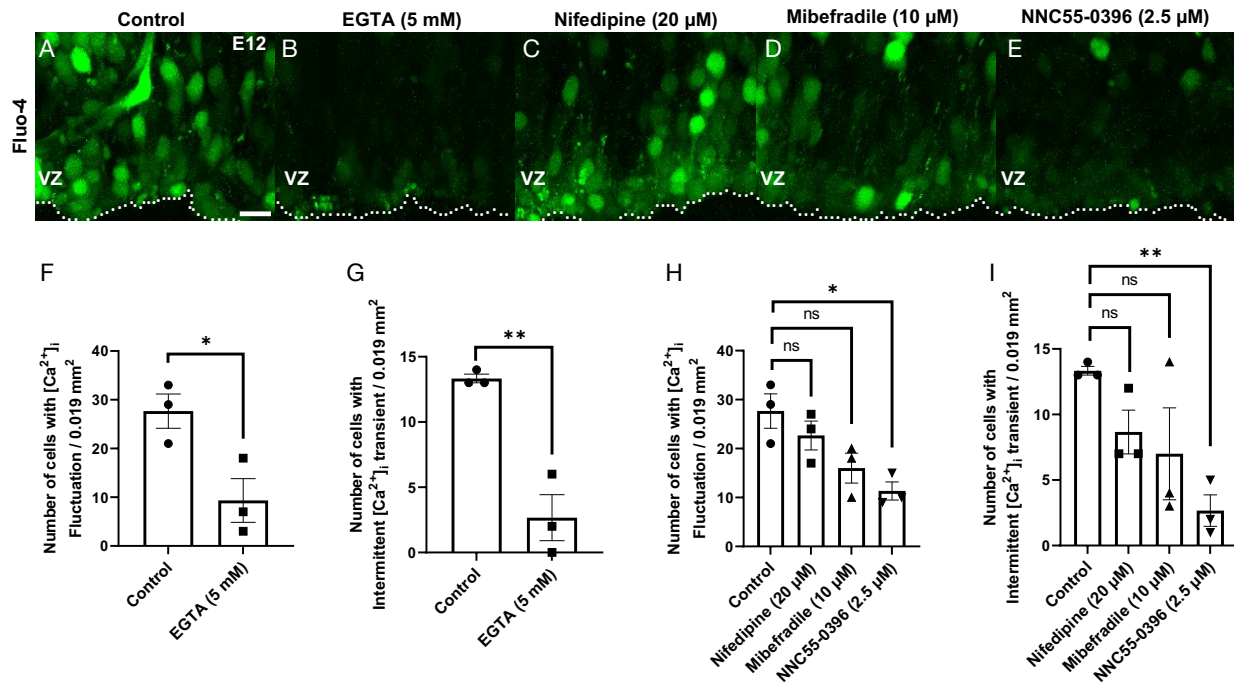 Control
EGTA (5 mM)
Nifedipine (20 µM)
Mibefradile (10 µM)
NNC55-0396 (2.5 µM)
Fluo-4
A
E12
B
C
D
E
VZ
VZ
VZ
VZ
VZ
F
Number of cells with [Ca²⁺]ᵢ
Fluctuation / 0.019 mm²
40
30
20
10
0
*
Control
EGTA (5 mM)
G
Number of cells with
Intermittent [Ca²⁺]ᵢ transient / 0.019 mm²
15
10
5
0
**
Control
EGTA (5 mM)
H
Number of cells with [Ca²⁺]ᵢ
Fluctuation / 0.019 mm²
40
30
20
10
0
*
ns
ns
Control
Nifedipine (20 µM)
Mibefradile (10 µM)
NNC55-0396 (2.5 µM)
I
Number of cells with
Intermittent [Ca²⁺]ᵢ transient / 0.019 mm²
15
10
5
0
**
ns
ns
Control
Nifedipine (20 µM)
Mibefradile (10 µM)
NNC55-0396 (2.5 µM)